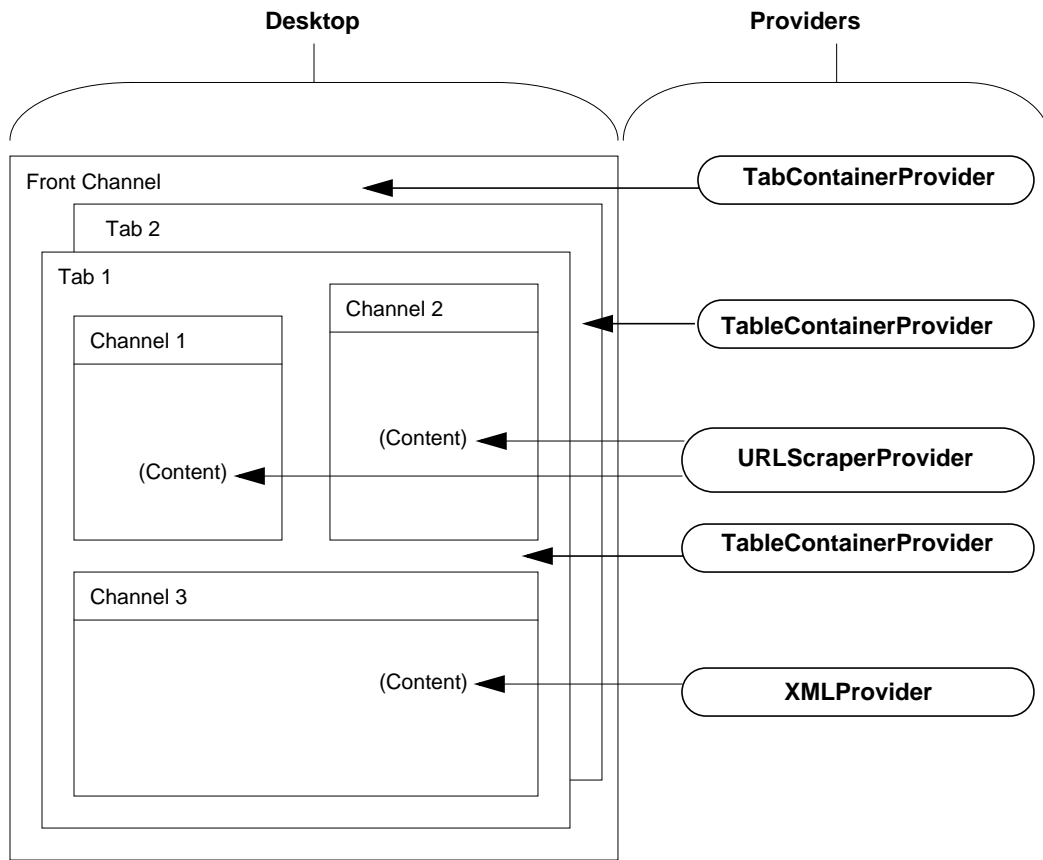 Desktop
Providers
Front Channel
TabContainerProvider
Tab 2
Tab 1
Channel 2
TableContainerProvider
Channel 1
(Content)
URLScraperProvider
(Content)
TableContainerProvider
Channel 3
(Content)
XMLProvider